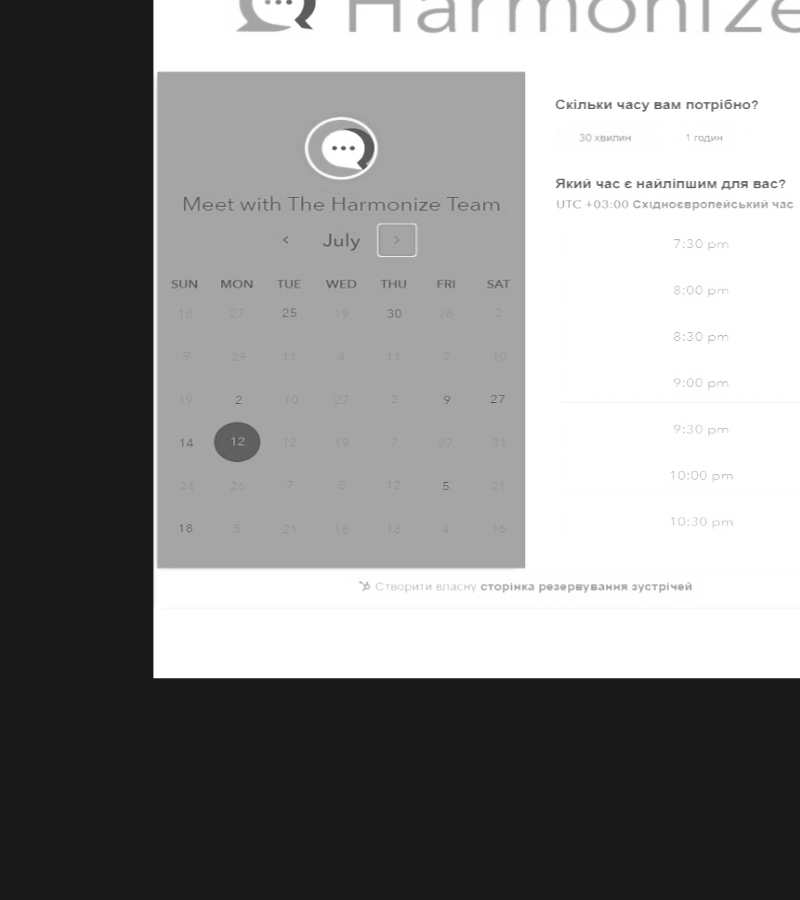 Harmonize
Meet with The Harmonize Team
‹ July ›
SUN MON TUE WED THU FRI SAT
18 27 25 19 30 28 2
9 29 11 4 11 2 10
19 2 10 27 2 9 27
14 12 12 19 7 27 31
24 26 7 8 12 5 21
18 5 21 18 18 4 16
Скільки часу вам потрібно?
30 хвилин 1 годин
Який час є найліпшим для вас?
UTC +03:00 Східноєвропейський час
7:30 pm
8:00 pm
8:30 pm
9:00 pm
9:30 pm
10:00 pm
10:30 pm
Створити власну сторінка резервування зустрічей